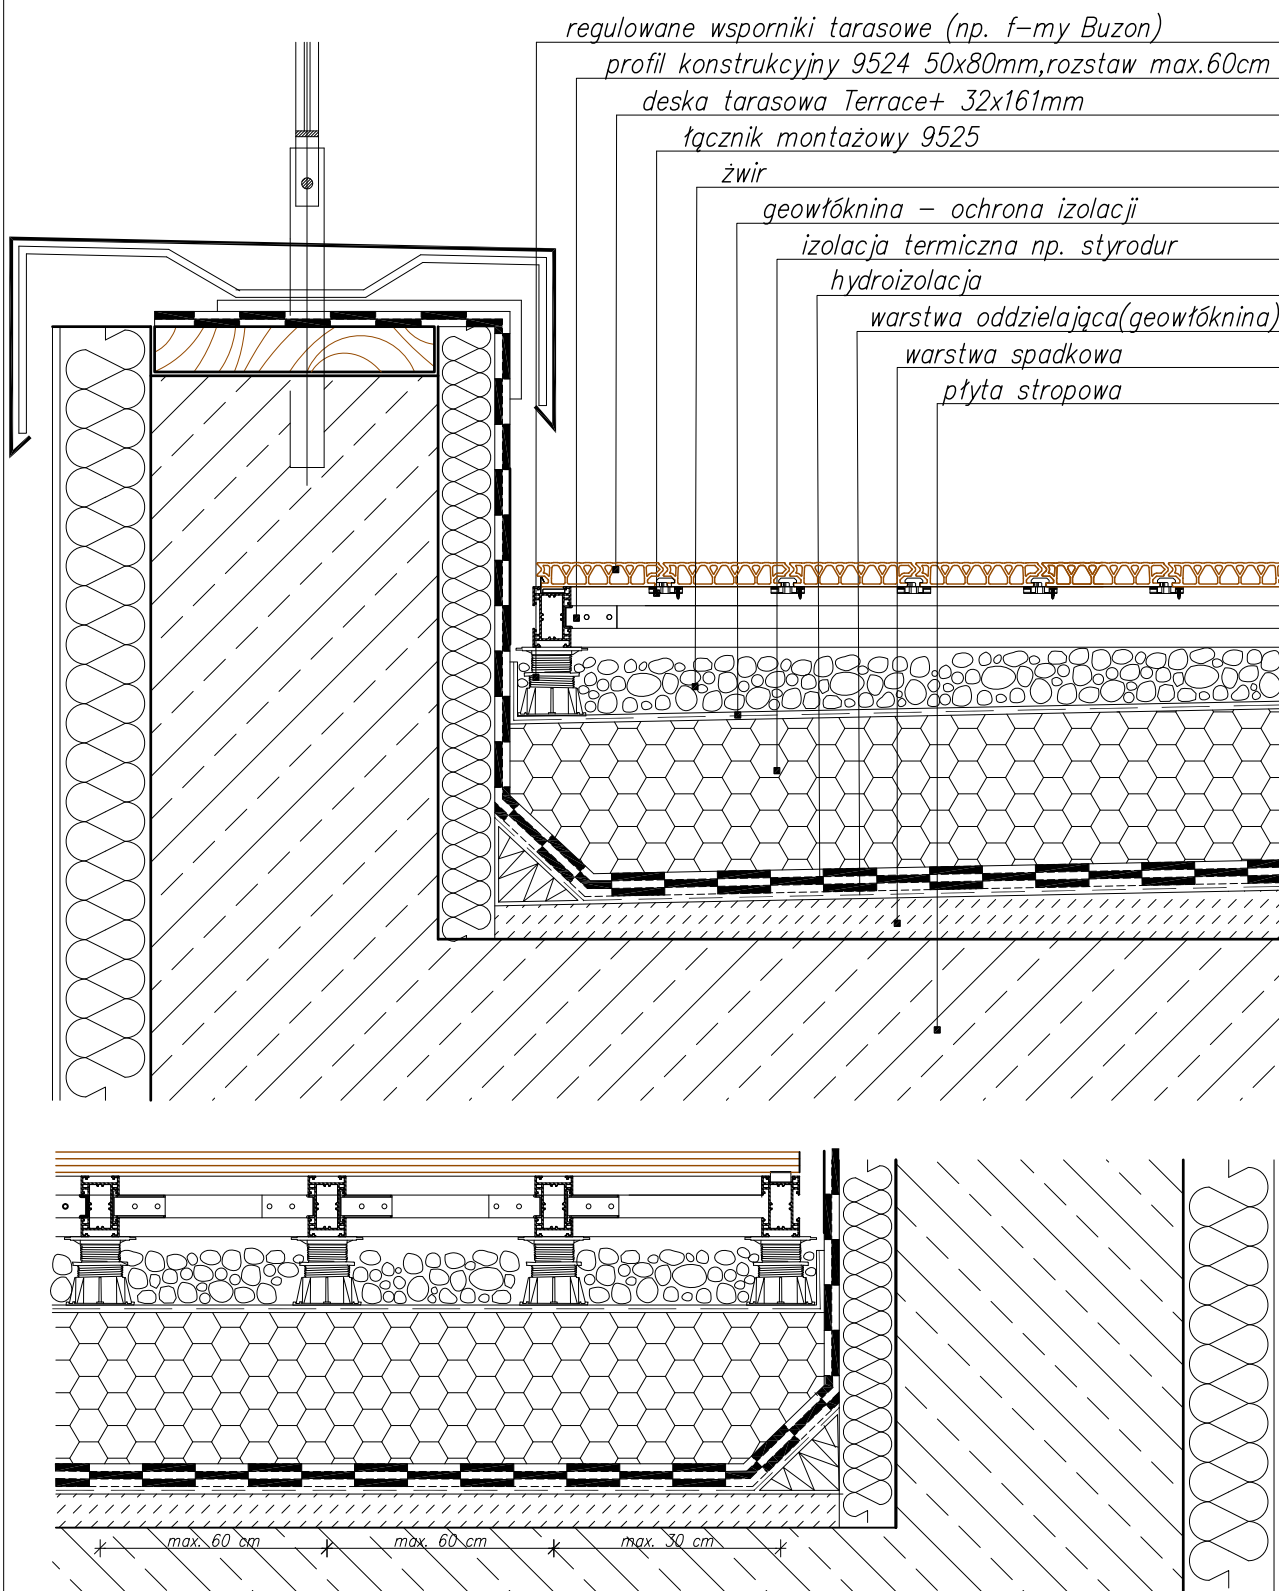 regulowane wsporniki tarasowe (np. f-my Buzon)
profil konstrukcyjny 9524 50x80mm,rozstaw max.60cm
deska tarasowa Terrace+ 32x161mm
łącznik montażowy 9525
żwir
geowłóknina - ochrona izolacji
izolacja termiczna np. styrodur
hydroizolacja
warstwa oddzielająca(geowłóknina)
warstwa spadkowa
płyta stropowa
max. 60 cm max. 60 cm max. 30 cm